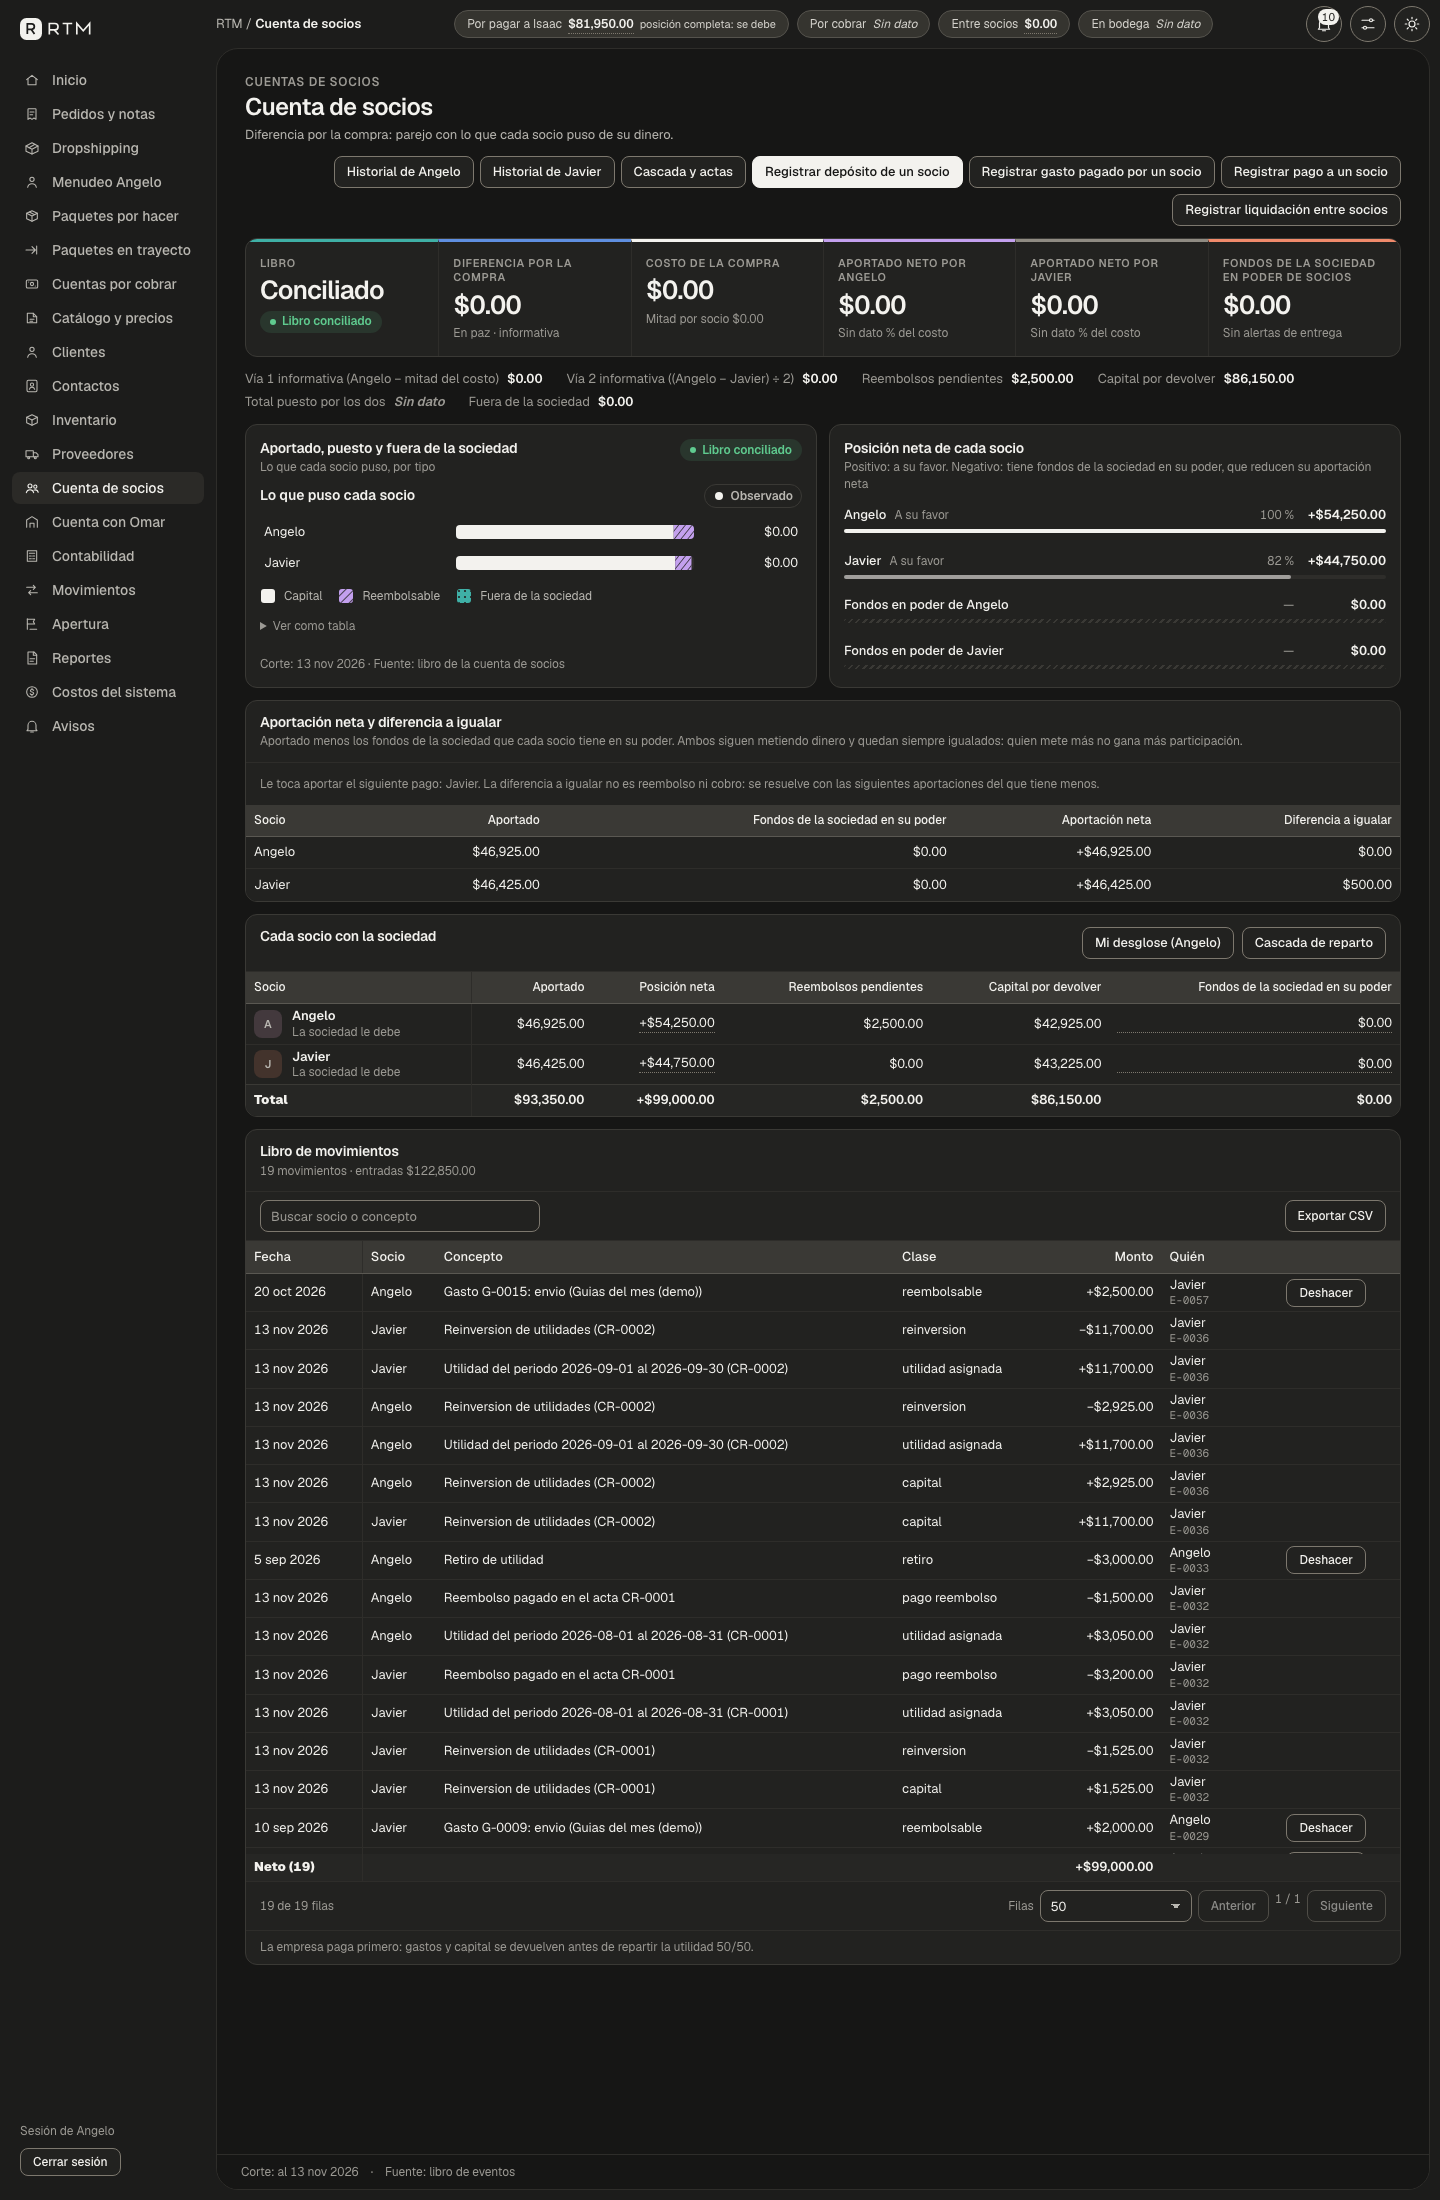 R RTM
RTM / Cuenta de socios
Por pagar a Isaac $81,950.00 posición completa: se debe
Por cobrar Sin dato
Entre socios $0.00
En bodega Sin dato
10
Inicio
Pedidos y notas
Dropshipping
Menudeo Angelo
Paquetes por hacer
Paquetes en trayecto
Cuentas por cobrar
Catálogo y precios
Clientes
Contactos
Inventario
Proveedores
Cuenta de socios
Cuenta con Omar
Contabilidad
Movimientos
Apertura
Reportes
Costos del sistema
Avisos
Sesión de Angelo
Cerrar sesión
CUENTAS DE SOCIOS
Cuenta de socios
Diferencia por la compra: parejo con lo que cada socio puso de su dinero.
Historial de Angelo
Historial de Javier
Cascada y actas
Registrar depósito de un socio
Registrar gasto pagado por un socio
Registrar pago a un socio
Registrar liquidación entre socios
LIBRO
Conciliado
Libro conciliado
DIFERENCIA POR LA
COMPRA
$0.00
En paz · informativa
COSTO DE LA COMPRA
$0.00
Mitad por socio $0.00
APORTADO NETO POR
ANGELO
$0.00
Sin dato % del costo
APORTADO NETO POR
JAVIER
$0.00
Sin dato % del costo
FONDOS DE LA SOCIEDAD
EN PODER DE SOCIOS
$0.00
Sin alertas de entrega
Vía 1 informativa (Angelo − mitad del costo) $0.00 Vía 2 informativa ((Angelo − Javier) ÷ 2) $0.00 Reembolsos pendientes $2,500.00 Capital por devolver $86,150.00
Total puesto por los dos Sin dato Fuera de la sociedad $0.00
Aportado, puesto y fuera de la sociedad
Libro conciliado
Lo que cada socio puso, por tipo
Lo que puso cada socio
Observado
Angelo $0.00
Javier $0.00
Capital Reembolsable Fuera de la sociedad
Ver como tabla
Corte: 13 nov 2026 · Fuente: libro de la cuenta de socios
Posición neta de cada socio
Positivo: a su favor. Negativo: tiene fondos de la sociedad en su poder, que reducen su aportación
neta
Angelo A su favor 100 % +$54,250.00
Javier A su favor 82 % +$44,750.00
Fondos en poder de Angelo — $0.00
Fondos en poder de Javier — $0.00
Aportación neta y diferencia a igualar
Aportado menos los fondos de la sociedad que cada socio tiene en su poder. Ambos siguen metiendo dinero y quedan siempre igualados: quien mete más no gana más participación.
Le toca aportar el siguiente pago: Javier. La diferencia a igualar no es reembolso ni cobro: se resuelve con las siguientes aportaciones del que tiene menos.
Socio Aportado Fondos de la sociedad en su poder Aportación neta Diferencia a igualar
Angelo $46,925.00 $0.00 +$46,925.00 $0.00
Javier $46,425.00 $0.00 +$46,425.00 $500.00
Cada socio con la sociedad
Mi desglose (Angelo)
Cascada de reparto
Socio Aportado Posición neta Reembolsos pendientes Capital por devolver Fondos de la sociedad en su poder
A Angelo $46,925.00 +$54,250.00 $2,500.00 $42,925.00 $0.00
La sociedad le debe
J Javier $46,425.00 +$44,750.00 $0.00 $43,225.00 $0.00
La sociedad le debe
Total $93,350.00 +$99,000.00 $2,500.00 $86,150.00 $0.00
Libro de movimientos
19 movimientos · entradas $122,850.00
Buscar socio o concepto
Exportar CSV
Fecha Socio Concepto Clase Monto Quién
20 oct 2026 Angelo Gasto G-0015: envio (Guias del mes (demo)) reembolsable +$2,500.00 Javier E-0057 Deshacer
13 nov 2026 Javier Reinversion de utilidades (CR-0002) reinversion −$11,700.00 Javier E-0036
13 nov 2026 Javier Utilidad del periodo 2026-09-01 al 2026-09-30 (CR-0002) utilidad asignada +$11,700.00 Javier E-0036
13 nov 2026 Angelo Reinversion de utilidades (CR-0002) reinversion −$2,925.00 Javier E-0036
13 nov 2026 Angelo Utilidad del periodo 2026-09-01 al 2026-09-30 (CR-0002) utilidad asignada +$11,700.00 Javier E-0036
13 nov 2026 Angelo Reinversion de utilidades (CR-0002) capital +$2,925.00 Javier E-0036
13 nov 2026 Javier Reinversion de utilidades (CR-0002) capital +$11,700.00 Javier E-0036
5 sep 2026 Angelo Retiro de utilidad retiro −$3,000.00 Angelo E-0033 Deshacer
13 nov 2026 Angelo Reembolso pagado en el acta CR-0001 pago reembolso −$1,500.00 Javier E-0032
13 nov 2026 Angelo Utilidad del periodo 2026-08-01 al 2026-08-31 (CR-0001) utilidad asignada +$3,050.00 Javier E-0032
13 nov 2026 Javier Reembolso pagado en el acta CR-0001 pago reembolso −$3,200.00 Javier E-0032
13 nov 2026 Javier Utilidad del periodo 2026-08-01 al 2026-08-31 (CR-0001) utilidad asignada +$3,050.00 Javier E-0032
13 nov 2026 Javier Reinversion de utilidades (CR-0001) reinversion −$1,525.00 Javier E-0032
13 nov 2026 Javier Reinversion de utilidades (CR-0001) capital +$1,525.00 Javier E-0032
10 sep 2026 Javier Gasto G-0009: envio (Guias del mes (demo)) reembolsable +$2,000.00 Angelo E-0029 Deshacer
Neto (19) +$99,000.00
19 de 19 filas
Filas 50 Anterior 1 / 1 Siguiente
La empresa paga primero: gastos y capital se devuelven antes de repartir la utilidad 50/50.
Corte: al 13 nov 2026 · Fuente: libro de eventos